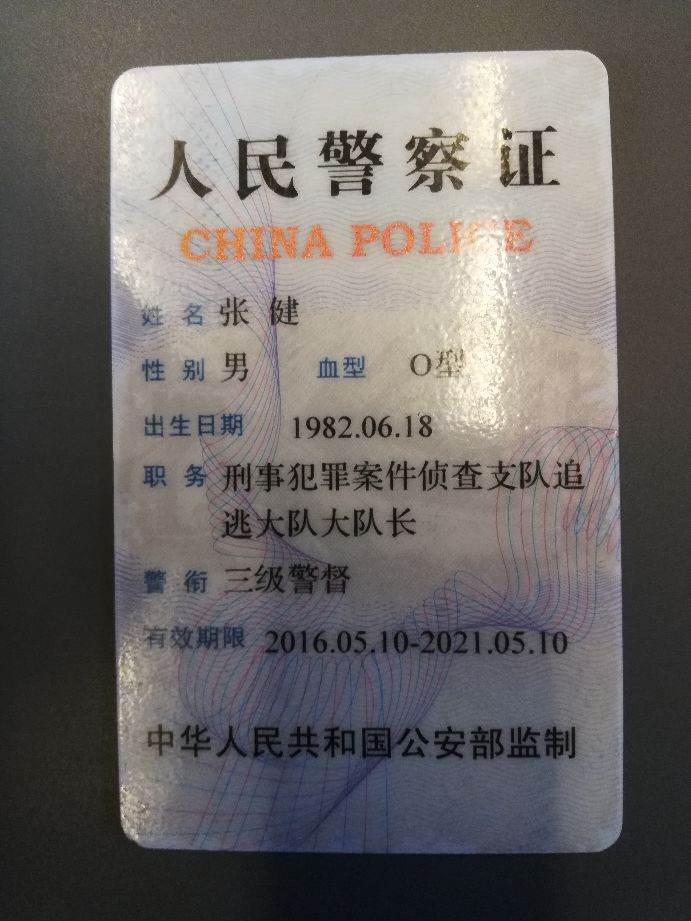 人民警察证
CHINA POLICE
姓名 张健
性别 男 血型 O型
出生日期 1982.06.18
职务 刑事犯罪案件侦查支队追
逃大队大队长
警衔 三级警督
有效期限 2016.05.10-2021.05.10
中华人民共和国公安部监制